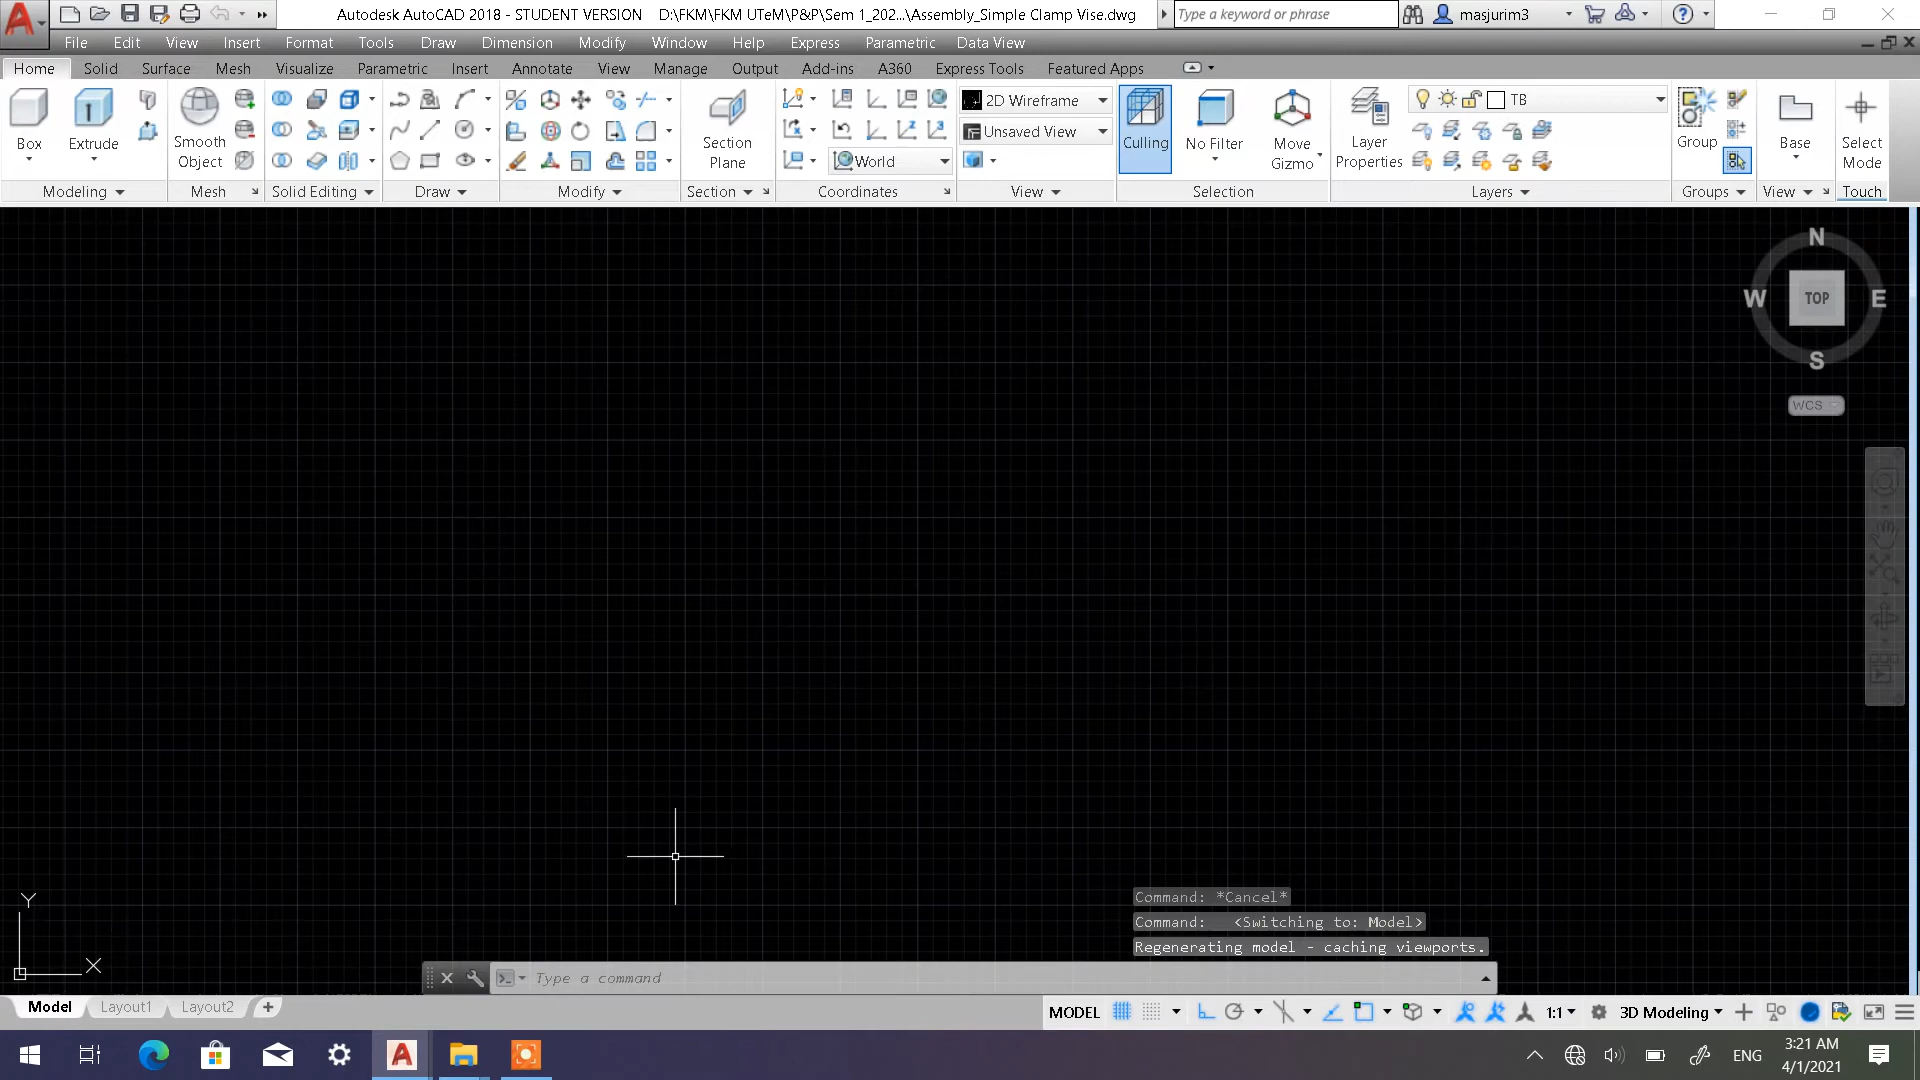 Autodesk AutoCAD 2018 - STUDENT VERSION D:\FKM\FKM UTeM\P&P\Sem 1_202...\Assembly_Simple Clamp Vise.dwg
Type a keyword or phrase
masjurim3
File Edit View Insert Format Tools Draw Dimension Modify Window Help Express Parametric Data View
Home Solid Surface Mesh Visualize Parametric Insert Annotate View Manage Output Add-ins A360 Express Tools Featured Apps
Box
Extrude
Smooth Object
Section Plane
World
2D Wireframe
Unsaved View
Culling
No Filter
Move Gizmo
Layer Properties
TB
Group
Base
Select Mode
Modeling Mesh Solid Editing Draw Modify Section Coordinates View Selection Layers Groups View Touch
N
W TOP E
S
WCS
Y
X
Command: *Cancel*
Command: <Switching to: Model>
Regenerating model - caching viewports.
Type a command
Model Layout1 Layout2 +
MODEL 1:1 3D Modeling
ENG
3:21 AM
4/1/2021